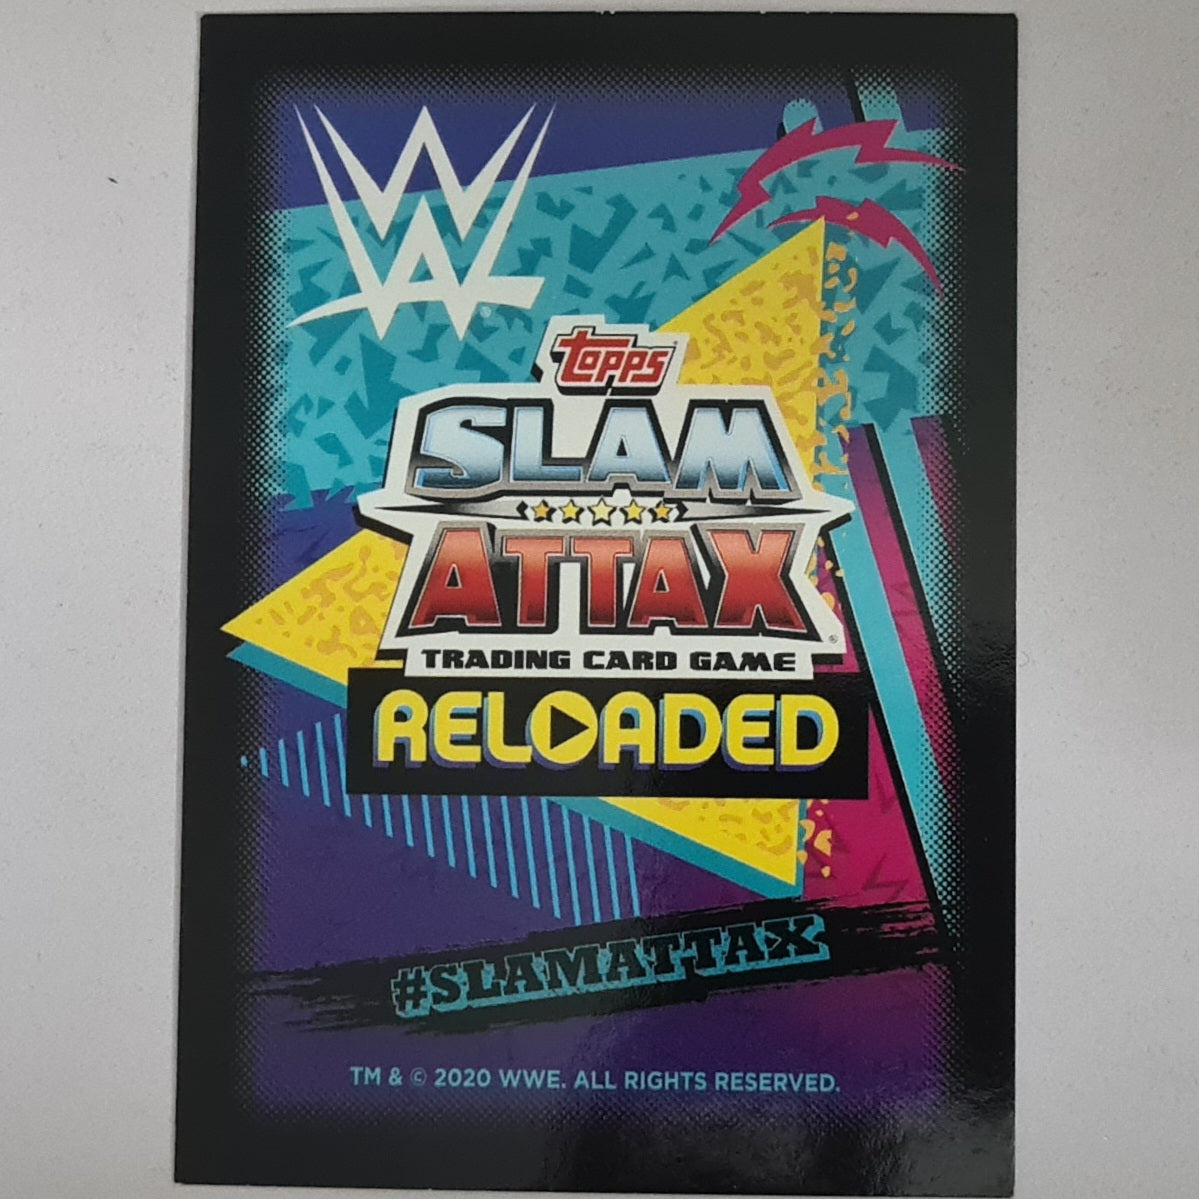 W
TOPPS
SLAM
ATTAX
®
TRADING CARD GAME
RELOADED
#SLAMATTAX
TM & © 2020 WWE. ALL RIGHTS RESERVED.